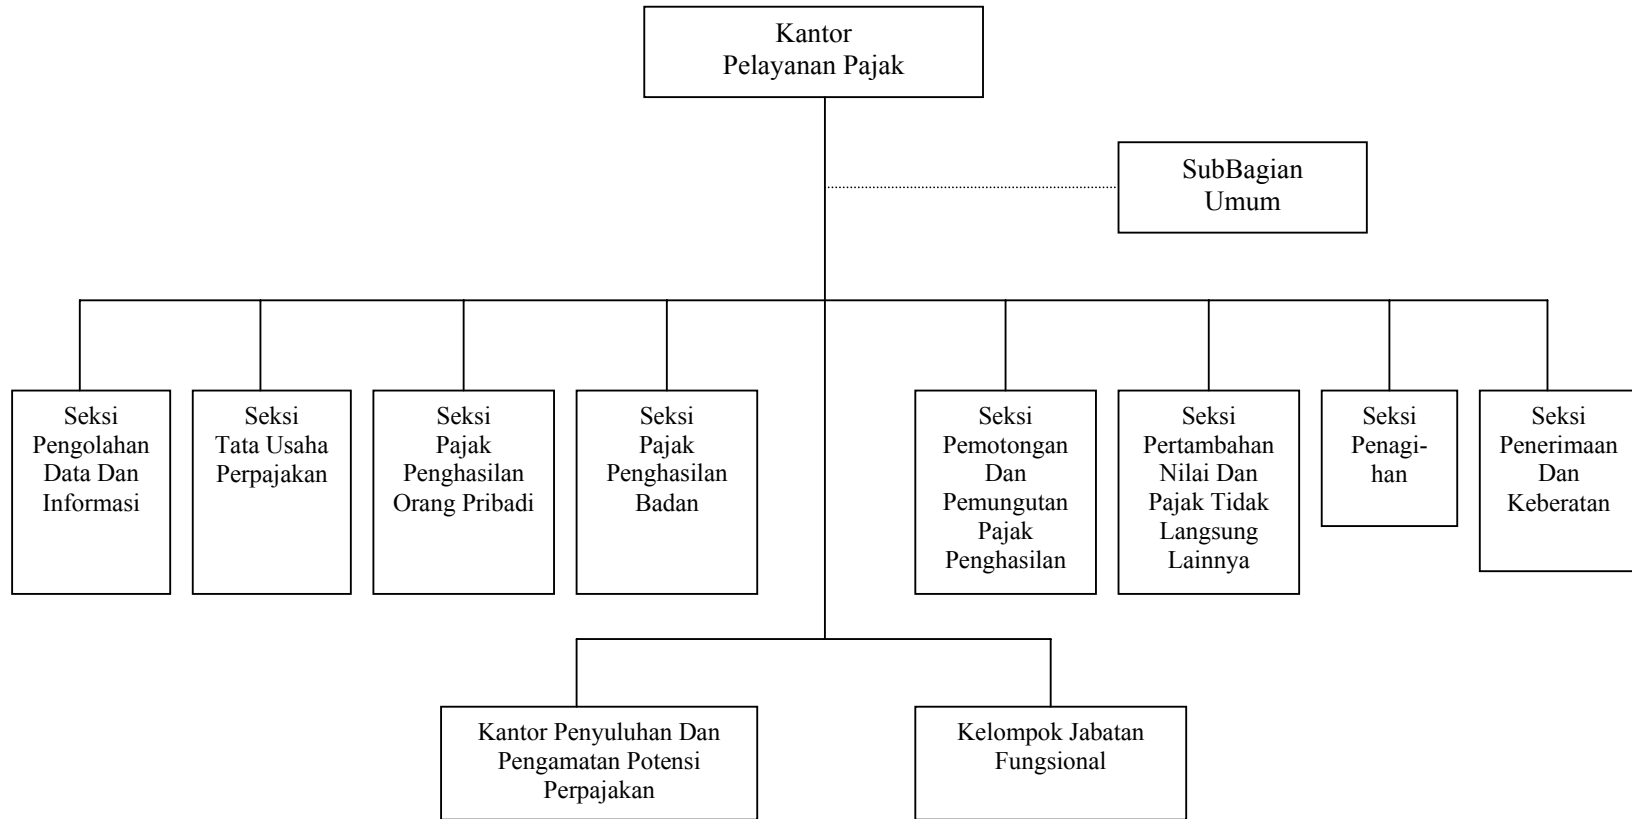 Kantor
Pelayanan Pajak
SubBagian
Umum
Seksi
Pengolahan
Data Dan
Informasi
Seksi
Tata Usaha
Perpajakan
Seksi
Pajak
Penghasilan
Orang Pribadi
Seksi
Pajak
Penghasilan
Badan
Seksi
Pemotongan
Dan
Pemungutan
Pajak
Penghasilan
Seksi
Pertambahan
Nilai Dan
Pajak Tidak
Langsung
Lainnya
Seksi
Penagi-
han
Seksi
Penerimaan
Dan
Keberatan
Kantor Penyuluhan Dan
Pengamatan Potensi
Perpajakan
Kelompok Jabatan
Fungsional